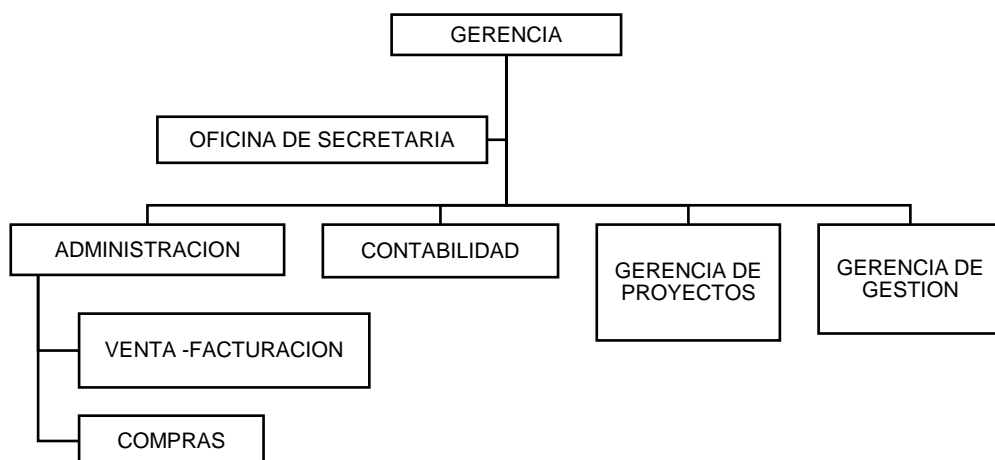 GERENCIA
OFICINA DE SECRETARIA
ADMINISTRACION
CONTABILIDAD
GERENCIA DE
PROYECTOS
GERENCIA DE
GESTION
VENTA -FACTURACION
COMPRAS